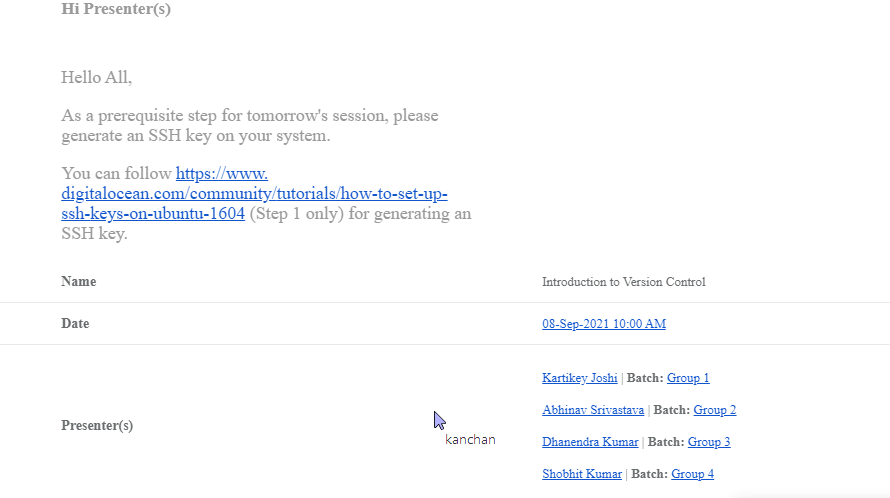 Hi Presenter(s)
Hello All,
As a prerequisite step for tomorrow's session, please
generate an SSH key on your system.
You can follow https://www.
digitalocean.com/community/tutorials/how-to-set-up-
ssh-keys-on-ubuntu-1604 (Step 1 only) for generating an
SSH key.
Name Introduction to Version Control
Date 08-Sep-2021 10:00 AM
Kartikey Joshi | Batch: Group 1
Abhinav Srivastava | Batch: Group 2
Presenter(s)
kanchan
Dhanendra Kumar | Batch: Group 3
Shobhit Kumar | Batch: Group 4